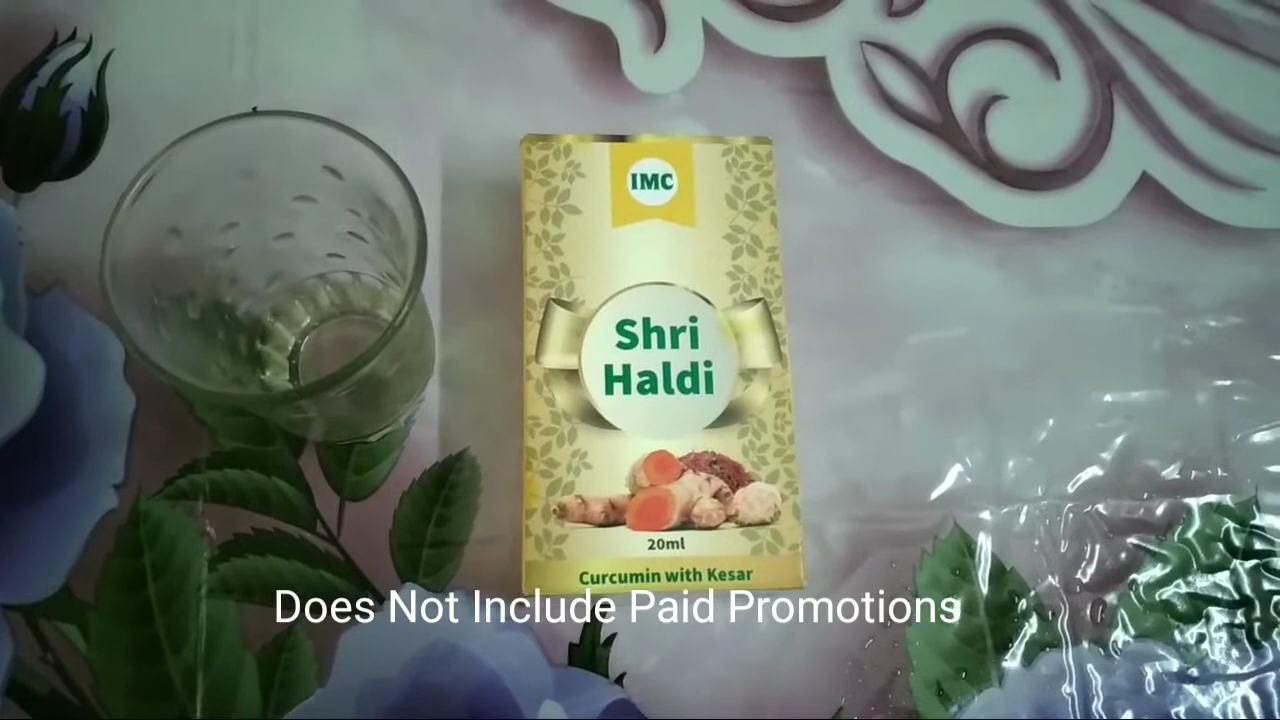 IMC
Shri
Haldi
20ml
Curcumin with Kesar
Does Not Include Paid Promotions